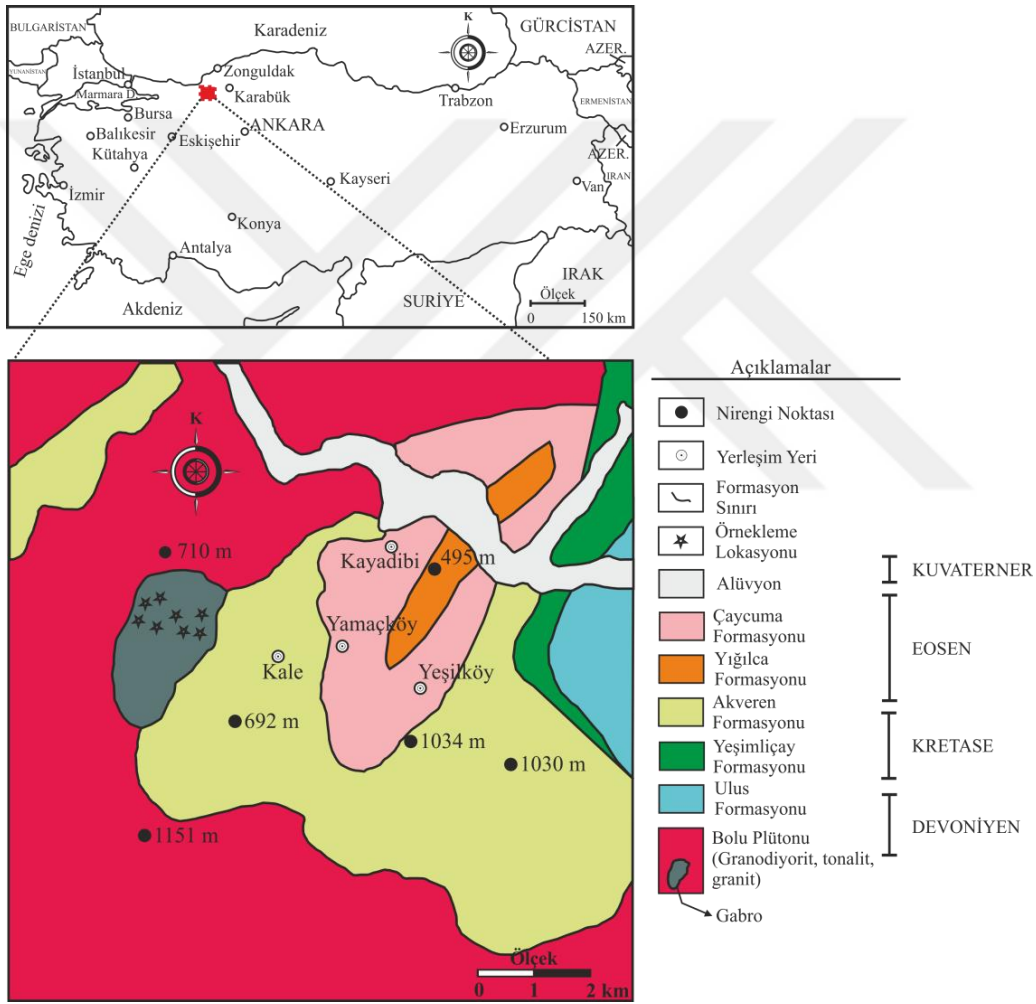 BULGARİSTAN
Karadeniz
K
GÜRCİSTAN
AZER.
YUNANİSTAN
İstanbul
Zonguldak
Marmara D.
Karabük
Trabzon
ERMENİSTAN
Bursa
ANKARA
Erzurum
Balıkesir
Eskişehir
AZER.
Kütahya
IRAN
Kayseri
Van
İzmir
Konya
Ege denizi
Antalya
IRAK
Akdeniz
SURİYE
Ölçek
0 150 km
K
710 m
Kayadibi
495 m
Yamaçköy
Kale
Yeşilköy
692 m
1034 m
1030 m
1151 m
Ölçek
0 1 2 km
Açıklamalar
Nirengi Noktası
Yerleşim Yeri
Formasyon
Sınırı
Örnekleme
Lokasyonu
Alüvyon
KUVATERNER
Çaycuma
Formasyonu
EOSEN
Yığılca
Formasyonu
Akveren
Formasyonu
KRETASE
Yeşimliçay
Formasyonu
Ulus
Formasyonu
DEVONİYEN
Bolu Plütonu
(Granodiyorit, tonalit,
granit)
Gabro